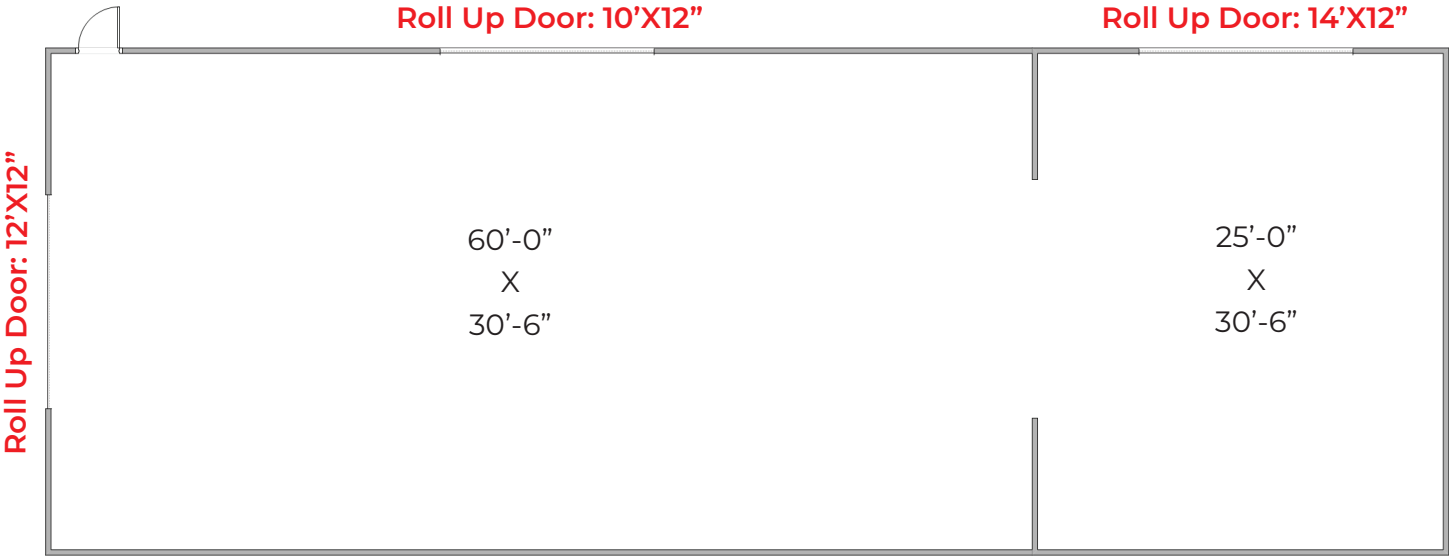 Roll Up Door: 10’X12”
Roll Up Door: 14’X12”
Roll Up Door: 12’X12”
60’-0”
X
30’-6”
25’-0”
X
30’-6”